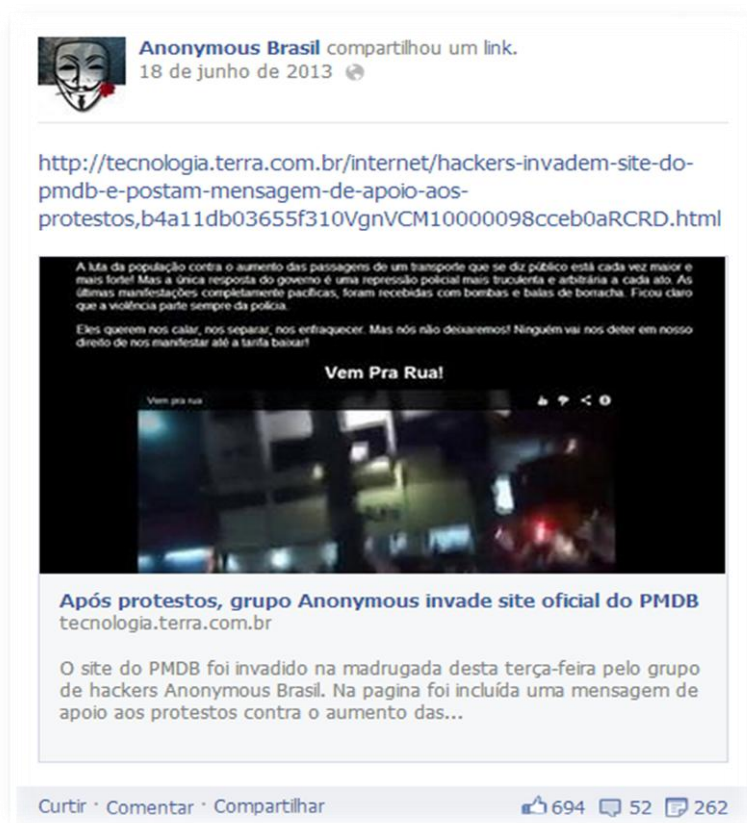 Anonymous Brasil compartilhou um link.
18 de junho de 2013
http://tecnologia.terra.com.br/internet/hackers-invadem-site-do-
pmdb-e-postam-mensagem-de-apoio-aos-
protestos,b4a11db03655f310VgnVCM10000098cceb0aRCRD.html
A luta da população contra o aumento das passagens de um transporte que se diz público está cada vez maior e
mais forte! Mas a única resposta do governo é uma repressão policial mais truculenta e arbitrária a cada ato. As
últimas manifestações completamente pacíficas, foram recebidas com bombas e balas de borracha. Ficou claro
que a violência parte sempre da polícia.
Eles querem nos calar, nos separar, nos enfraquecer. Mas nós não deixaremos! Ninguém vai nos deter em nosso
direito de nos manifestar até a tarifa baixar!
Vem Pra Rua!
Vem pra rua
Após protestos, grupo Anonymous invade site oficial do PMDB
tecnologia.terra.com.br
O site do PMDB foi invadido na madrugada desta terça-feira pelo grupo
de hackers Anonymous Brasil. Na pagina foi incluída uma mensagem de
apoio aos protestos contra o aumento das...
Curtir · Comentar · Compartilhar 694 52 262